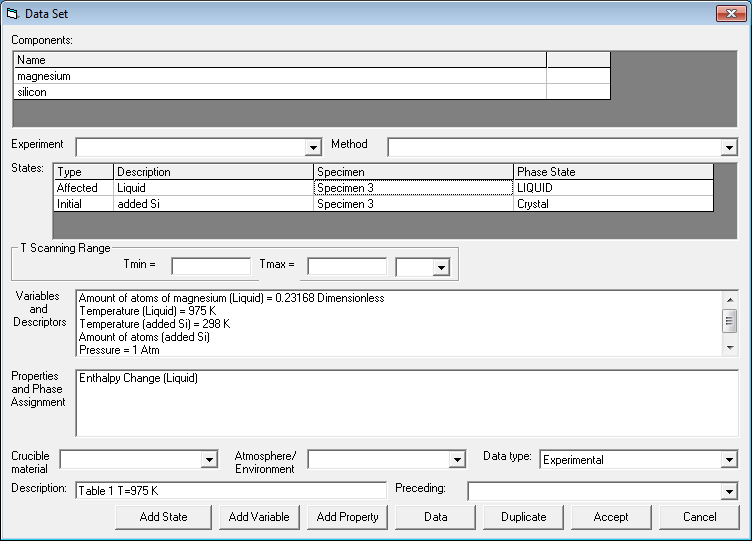 Data Set
Components:
Name
magnesium
silicon
Experiment Method
States: Type Description Specimen Phase State
Affected Liquid Specimen 3 LIQUID
Initial added Si Specimen 3 Crystal
T Scanning Range
Tmin = Tmax =
Variables and Descriptors
Amount of atoms of magnesium (Liquid) = 0.23168 Dimensionless
Temperature (Liquid) = 975 K
Temperature (added Si) = 298 K
Amount of atoms (added Si)
Pressure = 1 Atm
Properties and Phase Assignment
Enthalpy Change (Liquid)
Crucible material
Atmosphere/ Environment
Data type: Experimental
Description: Table 1 T=975 K Preceding:
Add State Add Variable Add Property Data Duplicate Accept Cancel